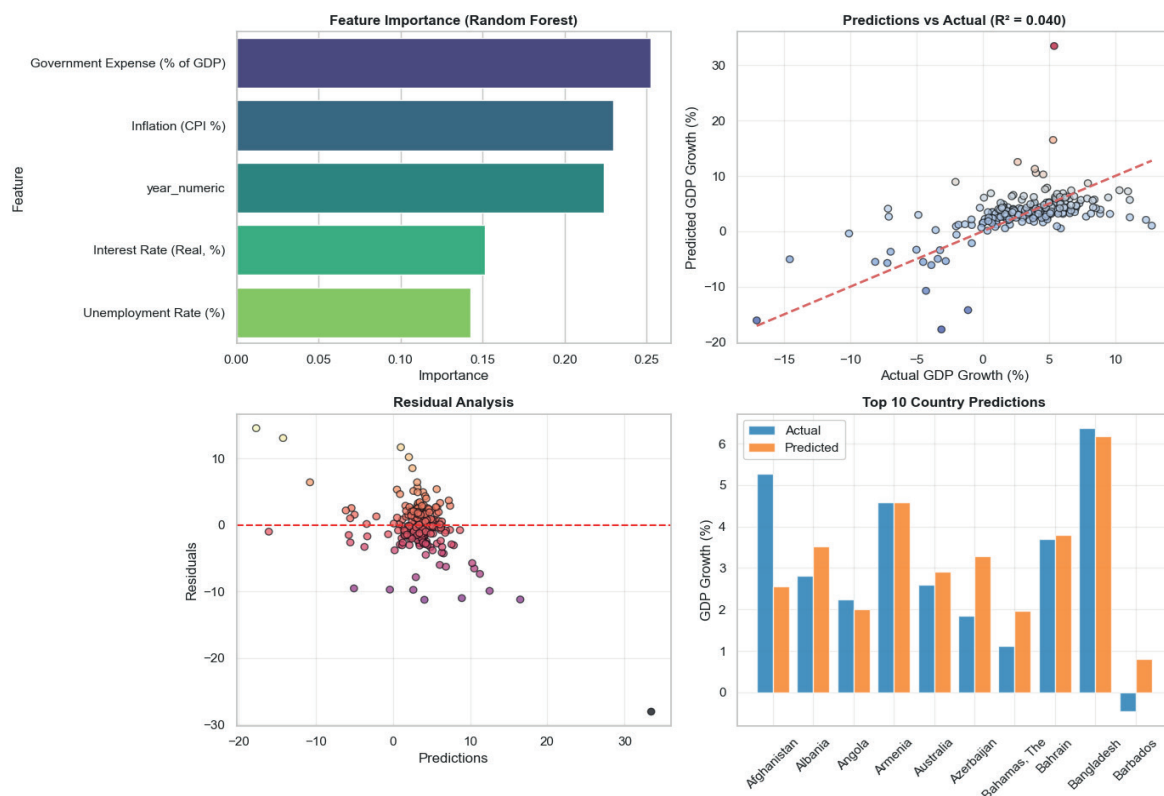 Feature Importance (Random Forest)
Feature
Government Expense (% of GDP)
Inflation (CPI %)
year_numeric
Interest Rate (Real, %)
Unemployment Rate (%)
0.00 0.05 0.10 0.15 0.20 0.25
Importance
Predictions vs Actual (R² = 0.040)
Predicted GDP Growth (%)
30
20
10
0
−10
−20
−15 −10 −5 0 5 10
Actual GDP Growth (%)
Residual Analysis
Residuals
10
0
−10
−20
−30
−20 −10 0 10 20 30
Predictions
Top 10 Country Predictions
Actual
Predicted
GDP Growth (%)
6
5
4
3
2
1
0
Afghanistan
Albania
Angola
Armenia
Australia
Azerbaijan
Bahamas, The
Bahrain
Bangladesh
Barbados